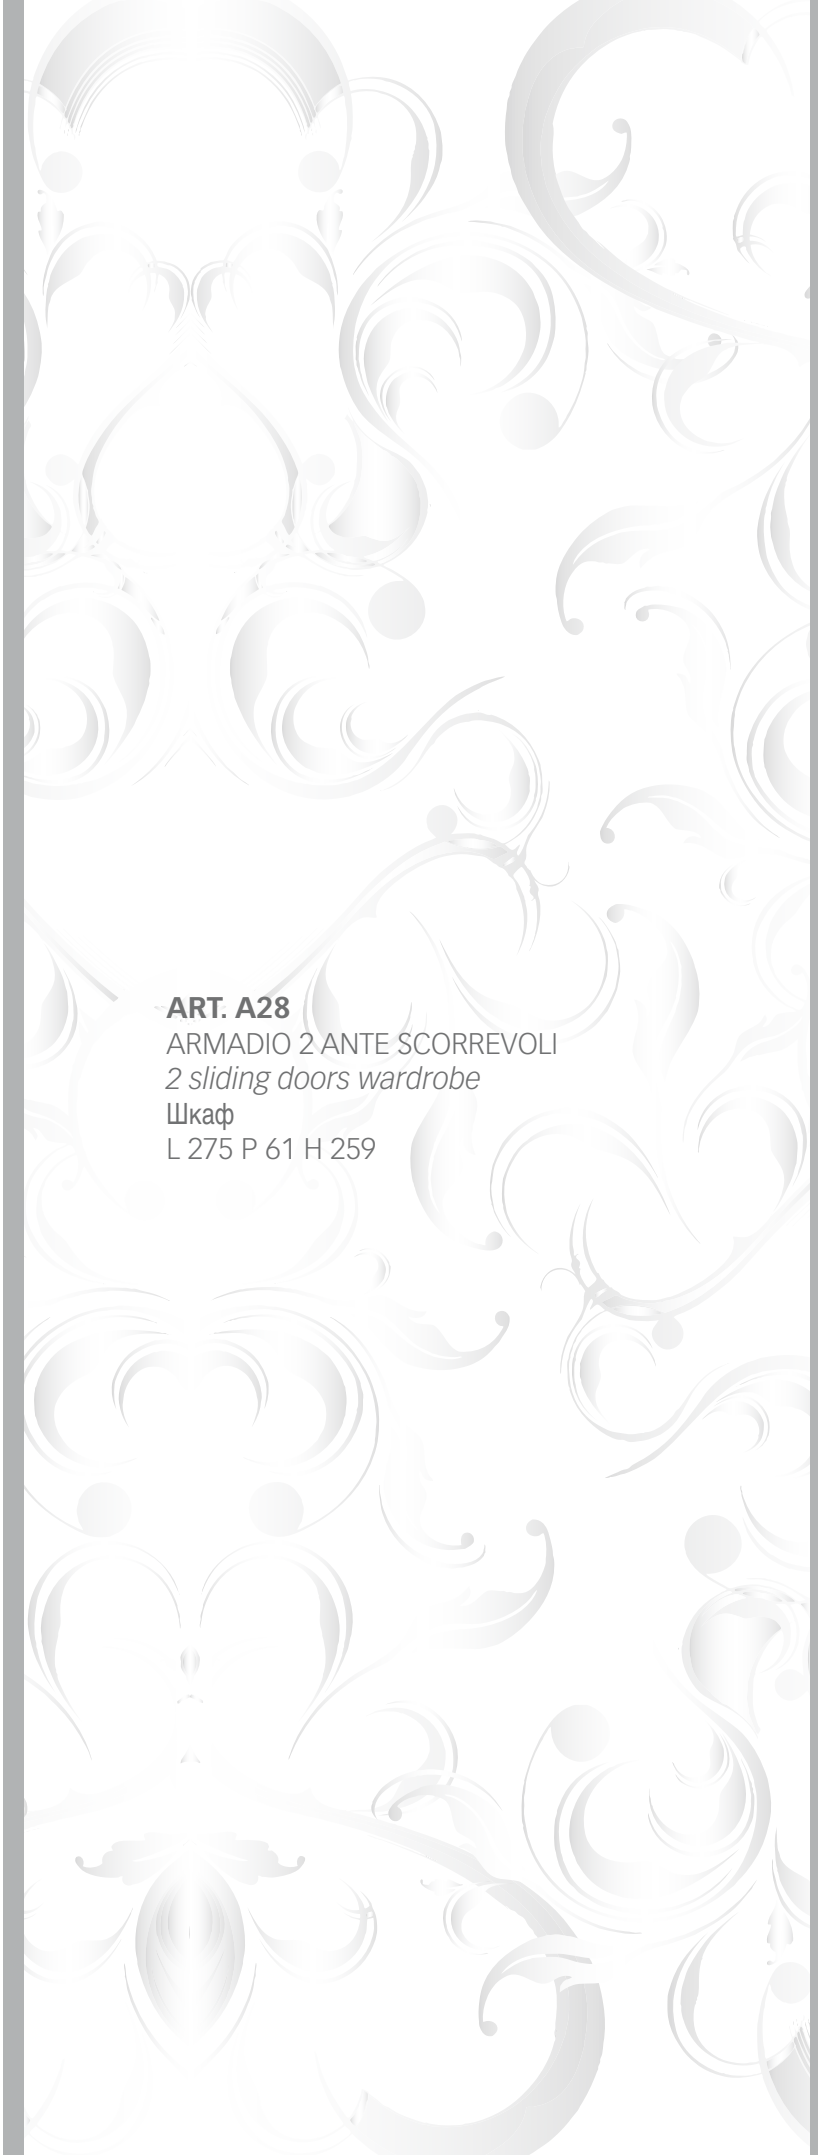 ART. A28
ARMADIO 2 ANTE SCORREVOLI
2 sliding doors wardrobe
Шкаф
L 275 P 61 H 259